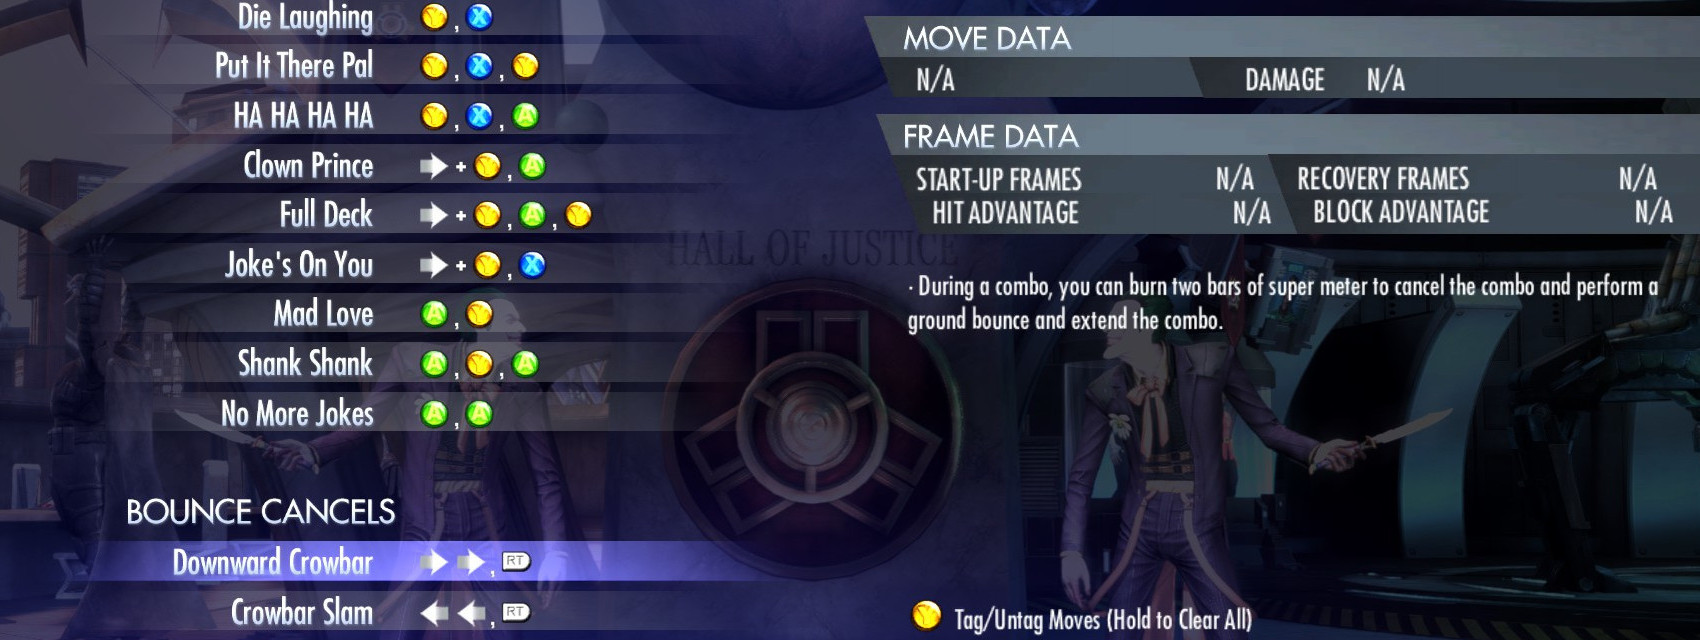 Die Laughing Y, X
Put It There Pal Y, X, Y
HA HA HA HA Y, X, A
Clown Prince + Y, A
Full Deck + Y, A, Y
Joke's On You + Y, X
Mad Love A, Y
Shank Shank A, Y, A
No More Jokes A, A
BOUNCE CANCELS
Downward Crowbar , RT
Crowbar Slam , RT
HALL OF JUSTICE
MOVE DATA
N/A DAMAGE N/A
FRAME DATA
START-UP FRAMES N/A RECOVERY FRAMES N/A
HIT ADVANTAGE N/A BLOCK ADVANTAGE N/A
· During a combo, you can burn two bars of super meter to cancel the combo and perform a
ground bounce and extend the combo.
Y Tag/Untag Moves (Hold to Clear All)